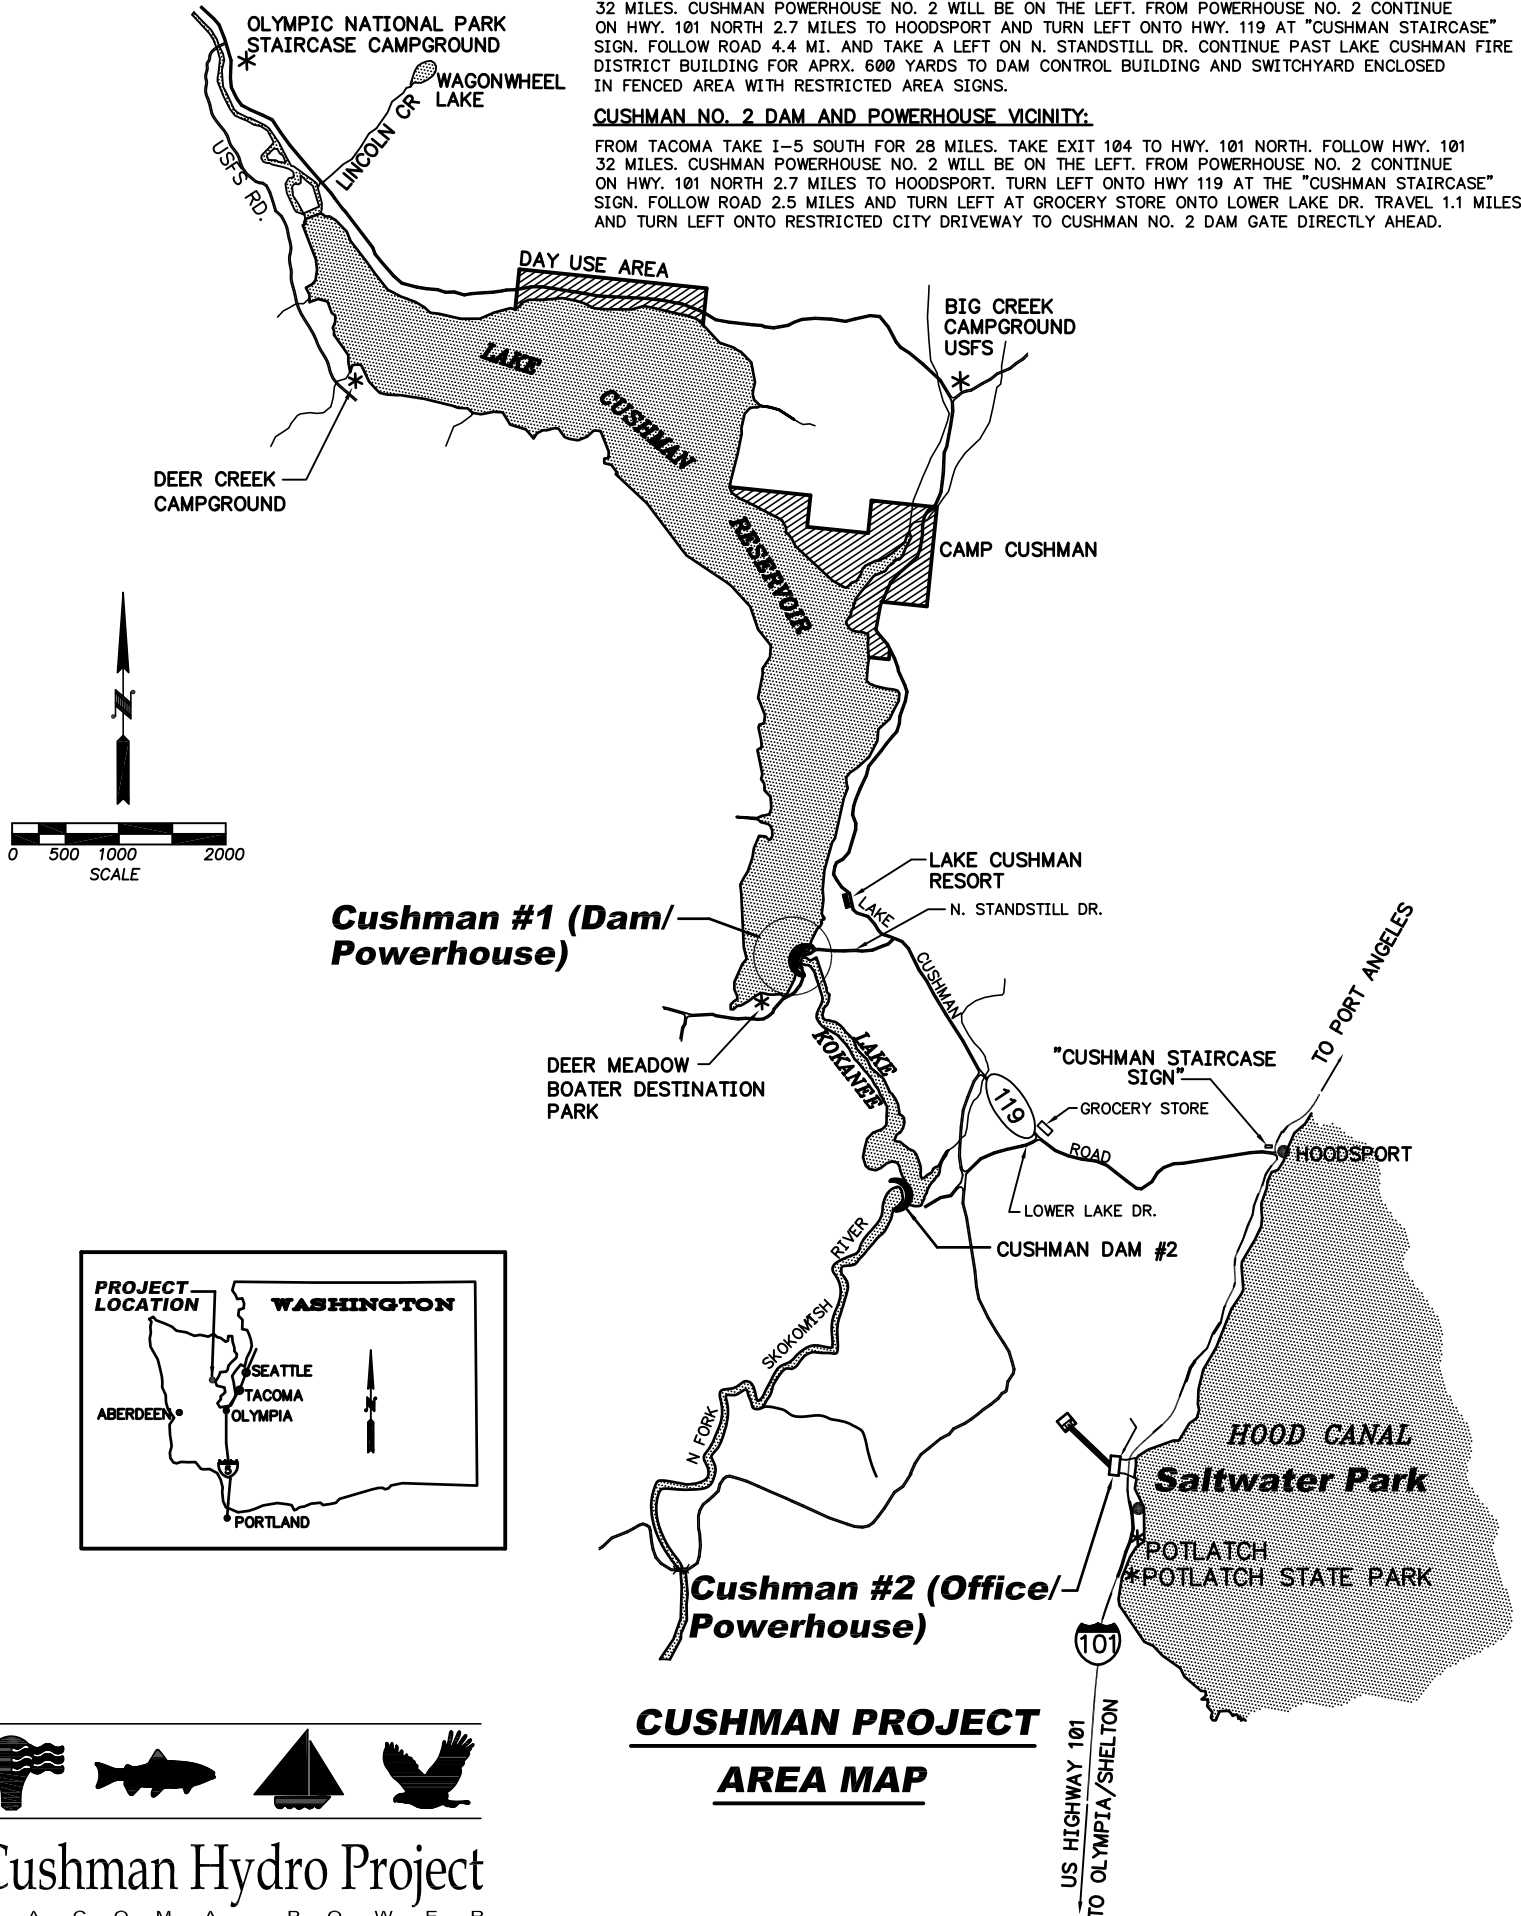 32 MILES. CUSHMAN POWERHOUSE NO. 2 WILL BE ON THE LEFT. FROM POWERHOUSE NO. 2 CONTINUE
ON HWY. 101 NORTH 2.7 MILES TO HOODSPORT AND TURN LEFT ONTO HWY. 119 AT "CUSHMAN STAIRCASE"
SIGN. FOLLOW ROAD 4.4 MI. AND TAKE A LEFT ON N. STANDSTILL DR. CONTINUE PAST LAKE CUSHMAN FIRE
DISTRICT BUILDING FOR APRX. 600 YARDS TO DAM CONTROL BUILDING AND SWITCHYARD ENCLOSED
IN FENCED AREA WITH RESTRICTED AREA SIGNS.
CUSHMAN NO. 2 DAM AND POWERHOUSE VICINITY:
FROM TACOMA TAKE I-5 SOUTH FOR 28 MILES. TAKE EXIT 104 TO HWY. 101 NORTH. FOLLOW HWY. 101
32 MILES. CUSHMAN POWERHOUSE NO. 2 WILL BE ON THE LEFT. FROM POWERHOUSE NO. 2 CONTINUE
ON HWY. 101 NORTH 2.7 MILES TO HOODSPORT. TURN LEFT ONTO HWY 119 AT THE "CUSHMAN STAIRCASE"
SIGN. FOLLOW ROAD 2.5 MILES AND TURN LEFT AT GROCERY STORE ONTO LOWER LAKE DR. TRAVEL 1.1 MILES
AND TURN LEFT ONTO RESTRICTED CITY DRIVEWAY TO CUSHMAN NO. 2 DAM GATE DIRECTLY AHEAD.
OLYMPIC NATIONAL PARK
STAIRCASE CAMPGROUND
WAGONWHEEL
LAKE
LINCOLN CR
USFS RD.
DAY USE AREA
BIG CREEK
CAMPGROUND
USFS
LAKE
CUSHMAN
RESERVOIR
DEER CREEK
CAMPGROUND
CAMP CUSHMAN
N
0 500 1000 2000
SCALE
LAKE CUSHMAN
RESORT
N. STANDSTILL DR.
Cushman #1 (Dam/
Powerhouse)
LAKE
CUSHMAN
ROAD
119
TO PORT ANGELES
DEER MEADOW
BOATER DESTINATION
PARK
LAKE
KOKANEE
"CUSHMAN STAIRCASE
SIGN"
GROCERY STORE
HOODSPORT
LOWER LAKE DR.
CUSHMAN DAM #2
N FORK
SKOKOMISH
RIVER
PROJECT
LOCATION
WASHINGTON
SEATTLE
TACOMA
ABERDEEN
OLYMPIA
N
5
PORTLAND
HOOD CANAL
Saltwater Park
POTLATCH
POTLATCH STATE PARK
Cushman #2 (Office/
Powerhouse)
101
US HIGHWAY 101
TO OLYMPIA/SHELTON
CUSHMAN PROJECT
AREA MAP
Cushman Hydro Project
A C O M A P O W E R